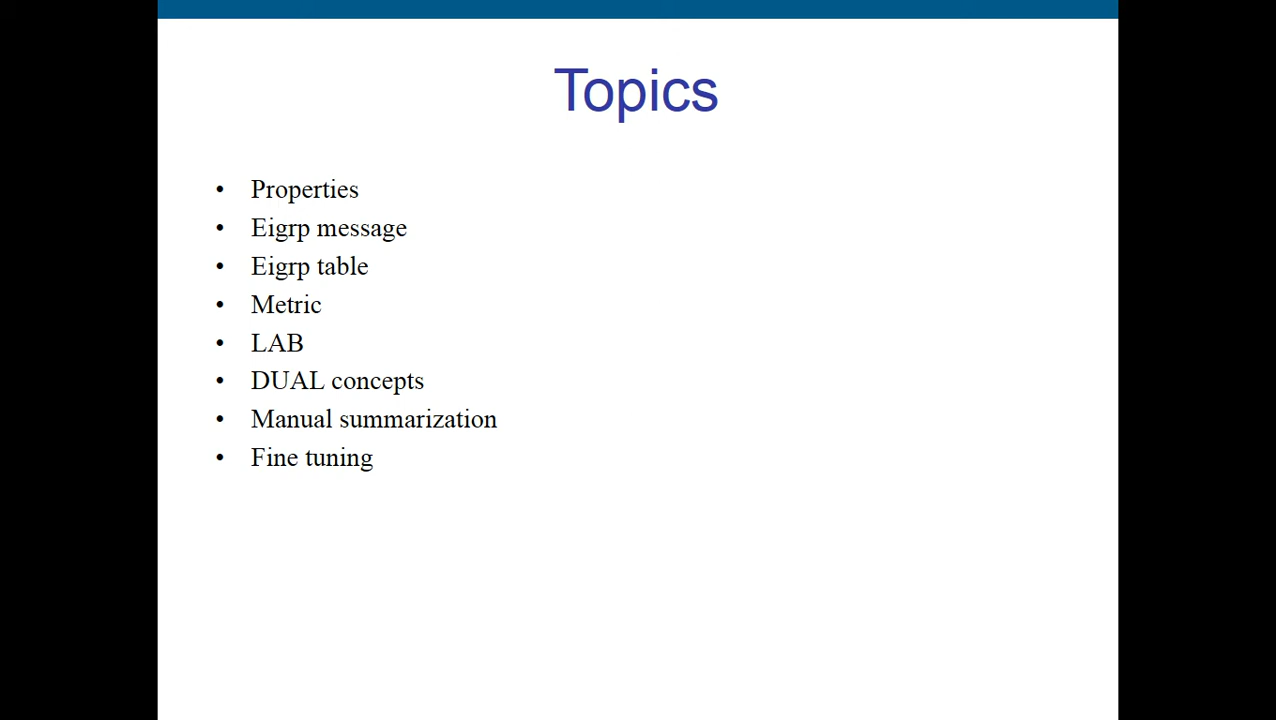 Topics
• Properties
• Eigrp message
• Eigrp table
• Metric
• LAB
• DUAL concepts
• Manual summarization
• Fine tuning